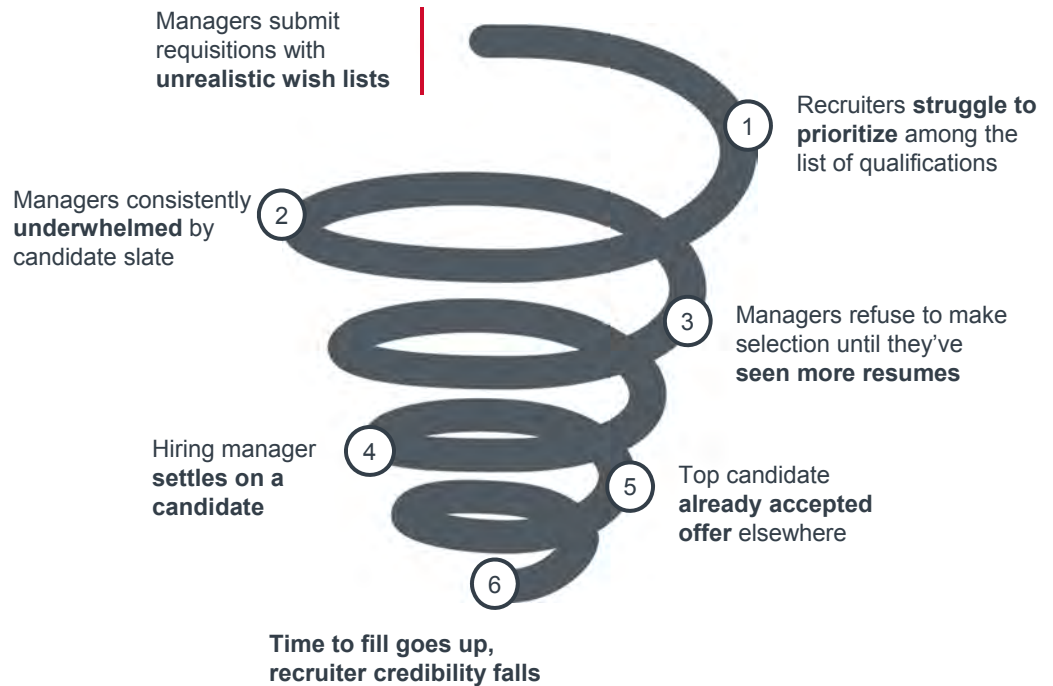 Managers submit
requisitions with
unrealistic wish lists
1
Recruiters struggle to
prioritize among the
list of qualifications
2
Managers consistently
underwhelmed by
candidate slate
3
Managers refuse to make
selection until they’ve
seen more resumes
4
Hiring manager
settles on a
candidate
5
Top candidate
already accepted
offer elsewhere
6
Time to fill goes up,
recruiter credibility falls